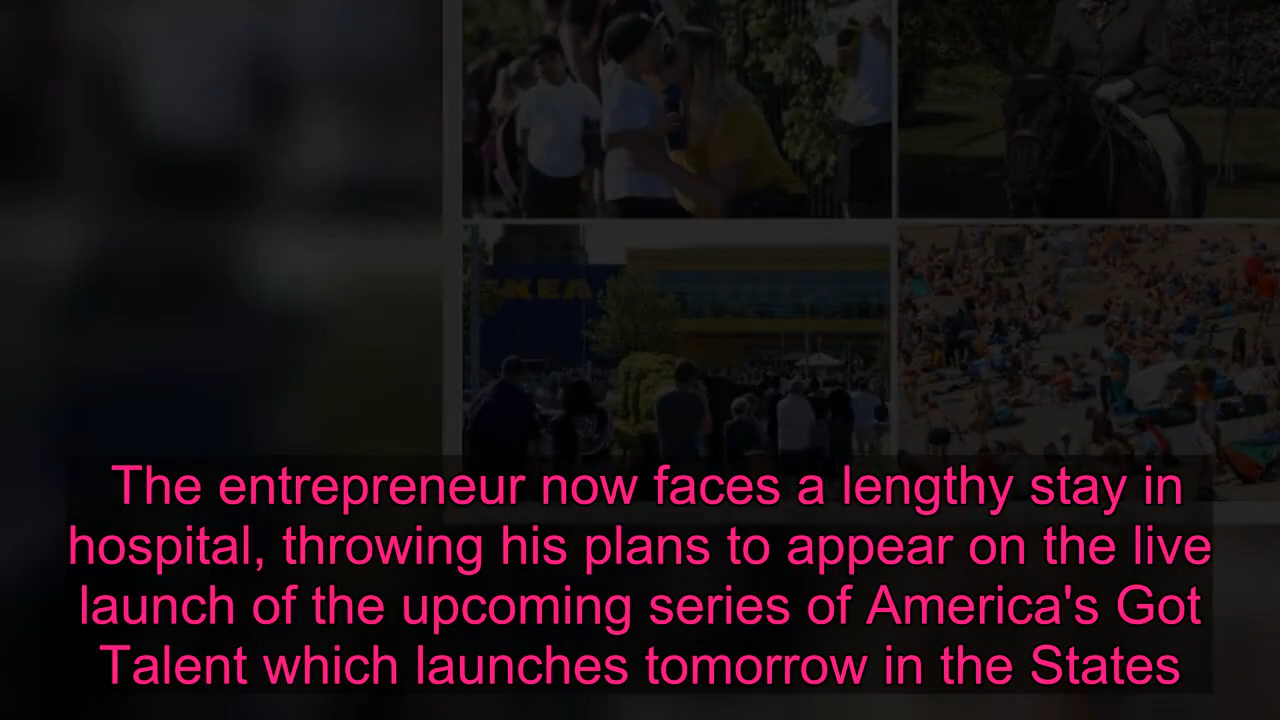 IKEA
The entrepreneur now faces a lengthy stay in
hospital, throwing his plans to appear on the live
launch of the upcoming series of America's Got
Talent which launches tomorrow in the States